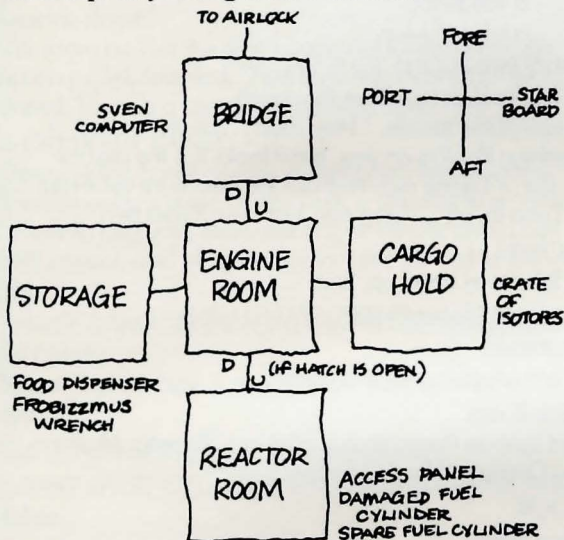 TO AIRLOCK
FORE
PORT
STAR
BOARD
AFT
SVEN
COMPUTER
BRIDGE
D
U
STORAGE
ENGINE
ROOM
CARGO
HOLD
CRATE
OF
ISOTOPES
FOOD DISPENSER
FROBIZZMUS
WRENCH
D
U
(IF HATCH IS OPEN)
REACTOR
ROOM
ACCESS PANEL
DAMAGED FUEL
CYLINDER
SPARE FUEL CYLINDER